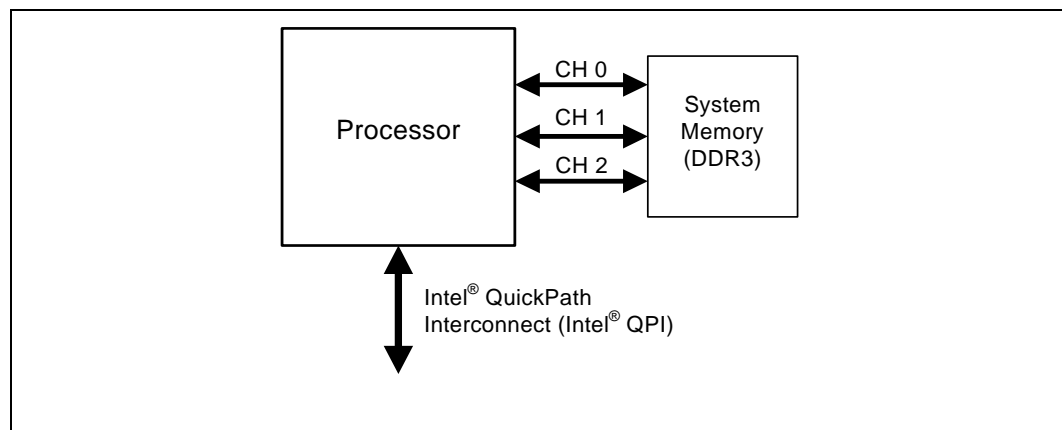 Processor
CH 0
CH 1
CH 2
System
Memory
(DDR3)
Intel® QuickPath
Interconnect (Intel® QPI)